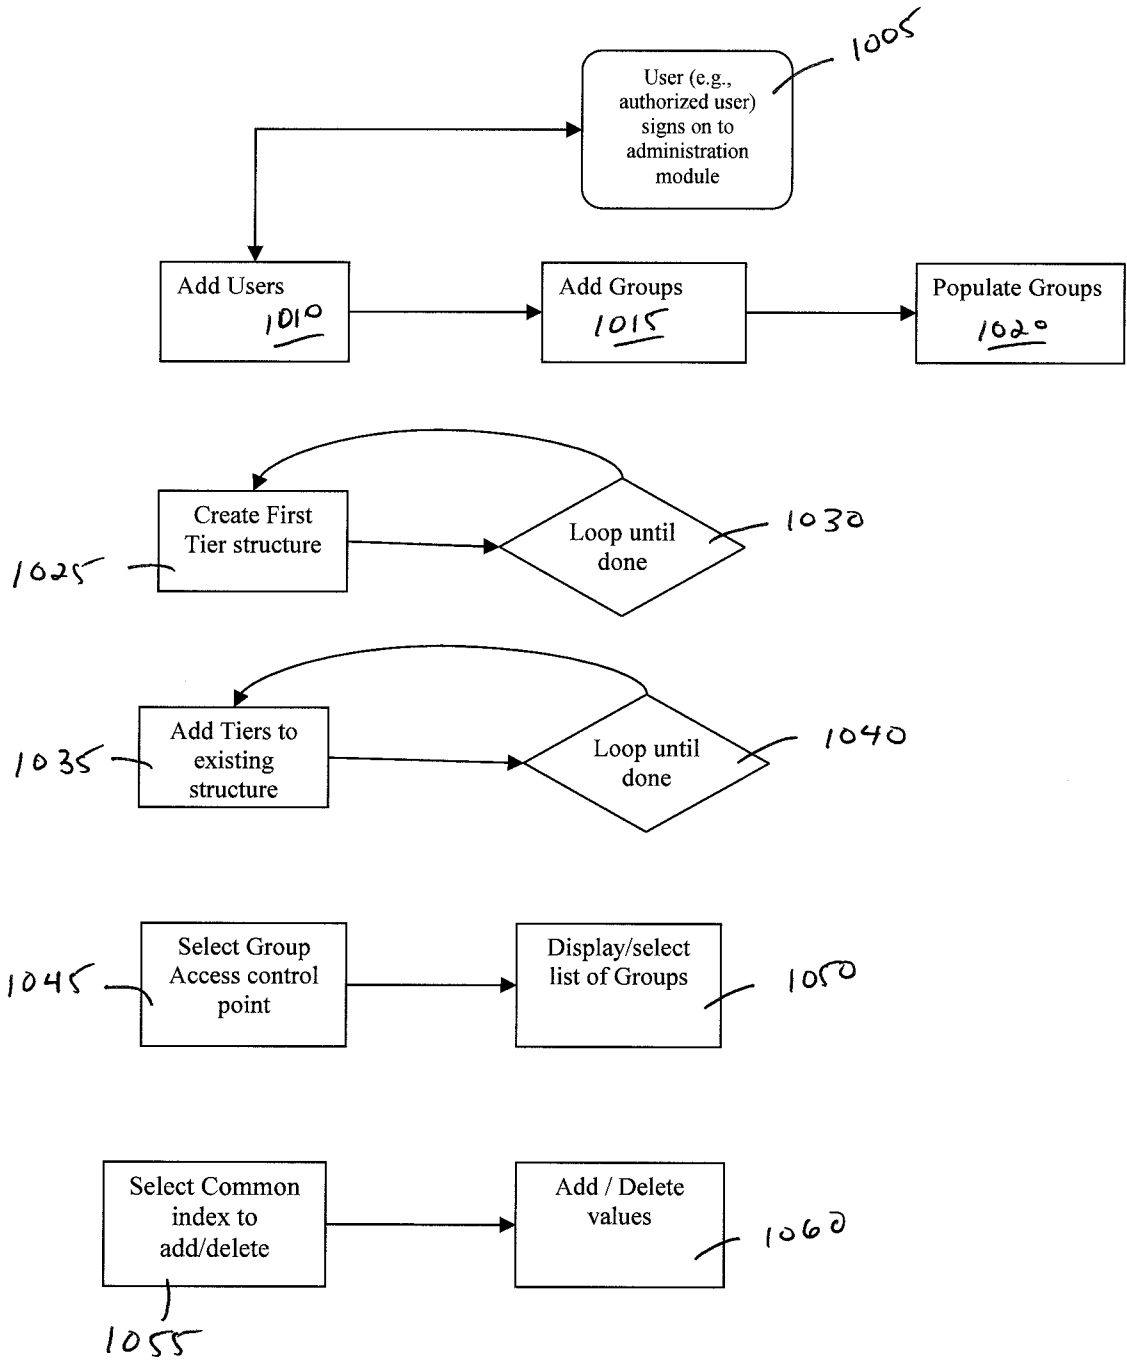 1005
User (e.g.,
authorized user)
signs on to
administration
module
Add Users
1010
Add Groups
1015
Populate Groups
1020
Create First
Tier structure
1025
Loop until
done
1030
Add Tiers to
existing
structure
1035
Loop until
done
1040
Select Group
Access control
point
1045
Display/select
list of Groups
1050
Select Common
index to
add/delete
1055
Add / Delete
values
1060